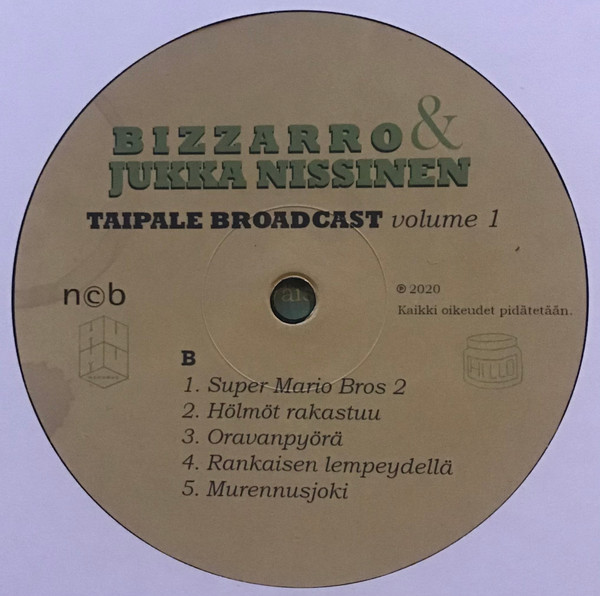 BIZZARRO &
JUKKA NISSINEN
TAIPALE BROADCAST volume 1
n©b
℗ 2020
Kaikki oikeudet pidätetään.
HILLO
B
1. Super Mario Bros 2
2. Hölmöt rakastuu
3. Oravanpyörä
4. Rankaisen lempeydellä
5. Murennusjoki